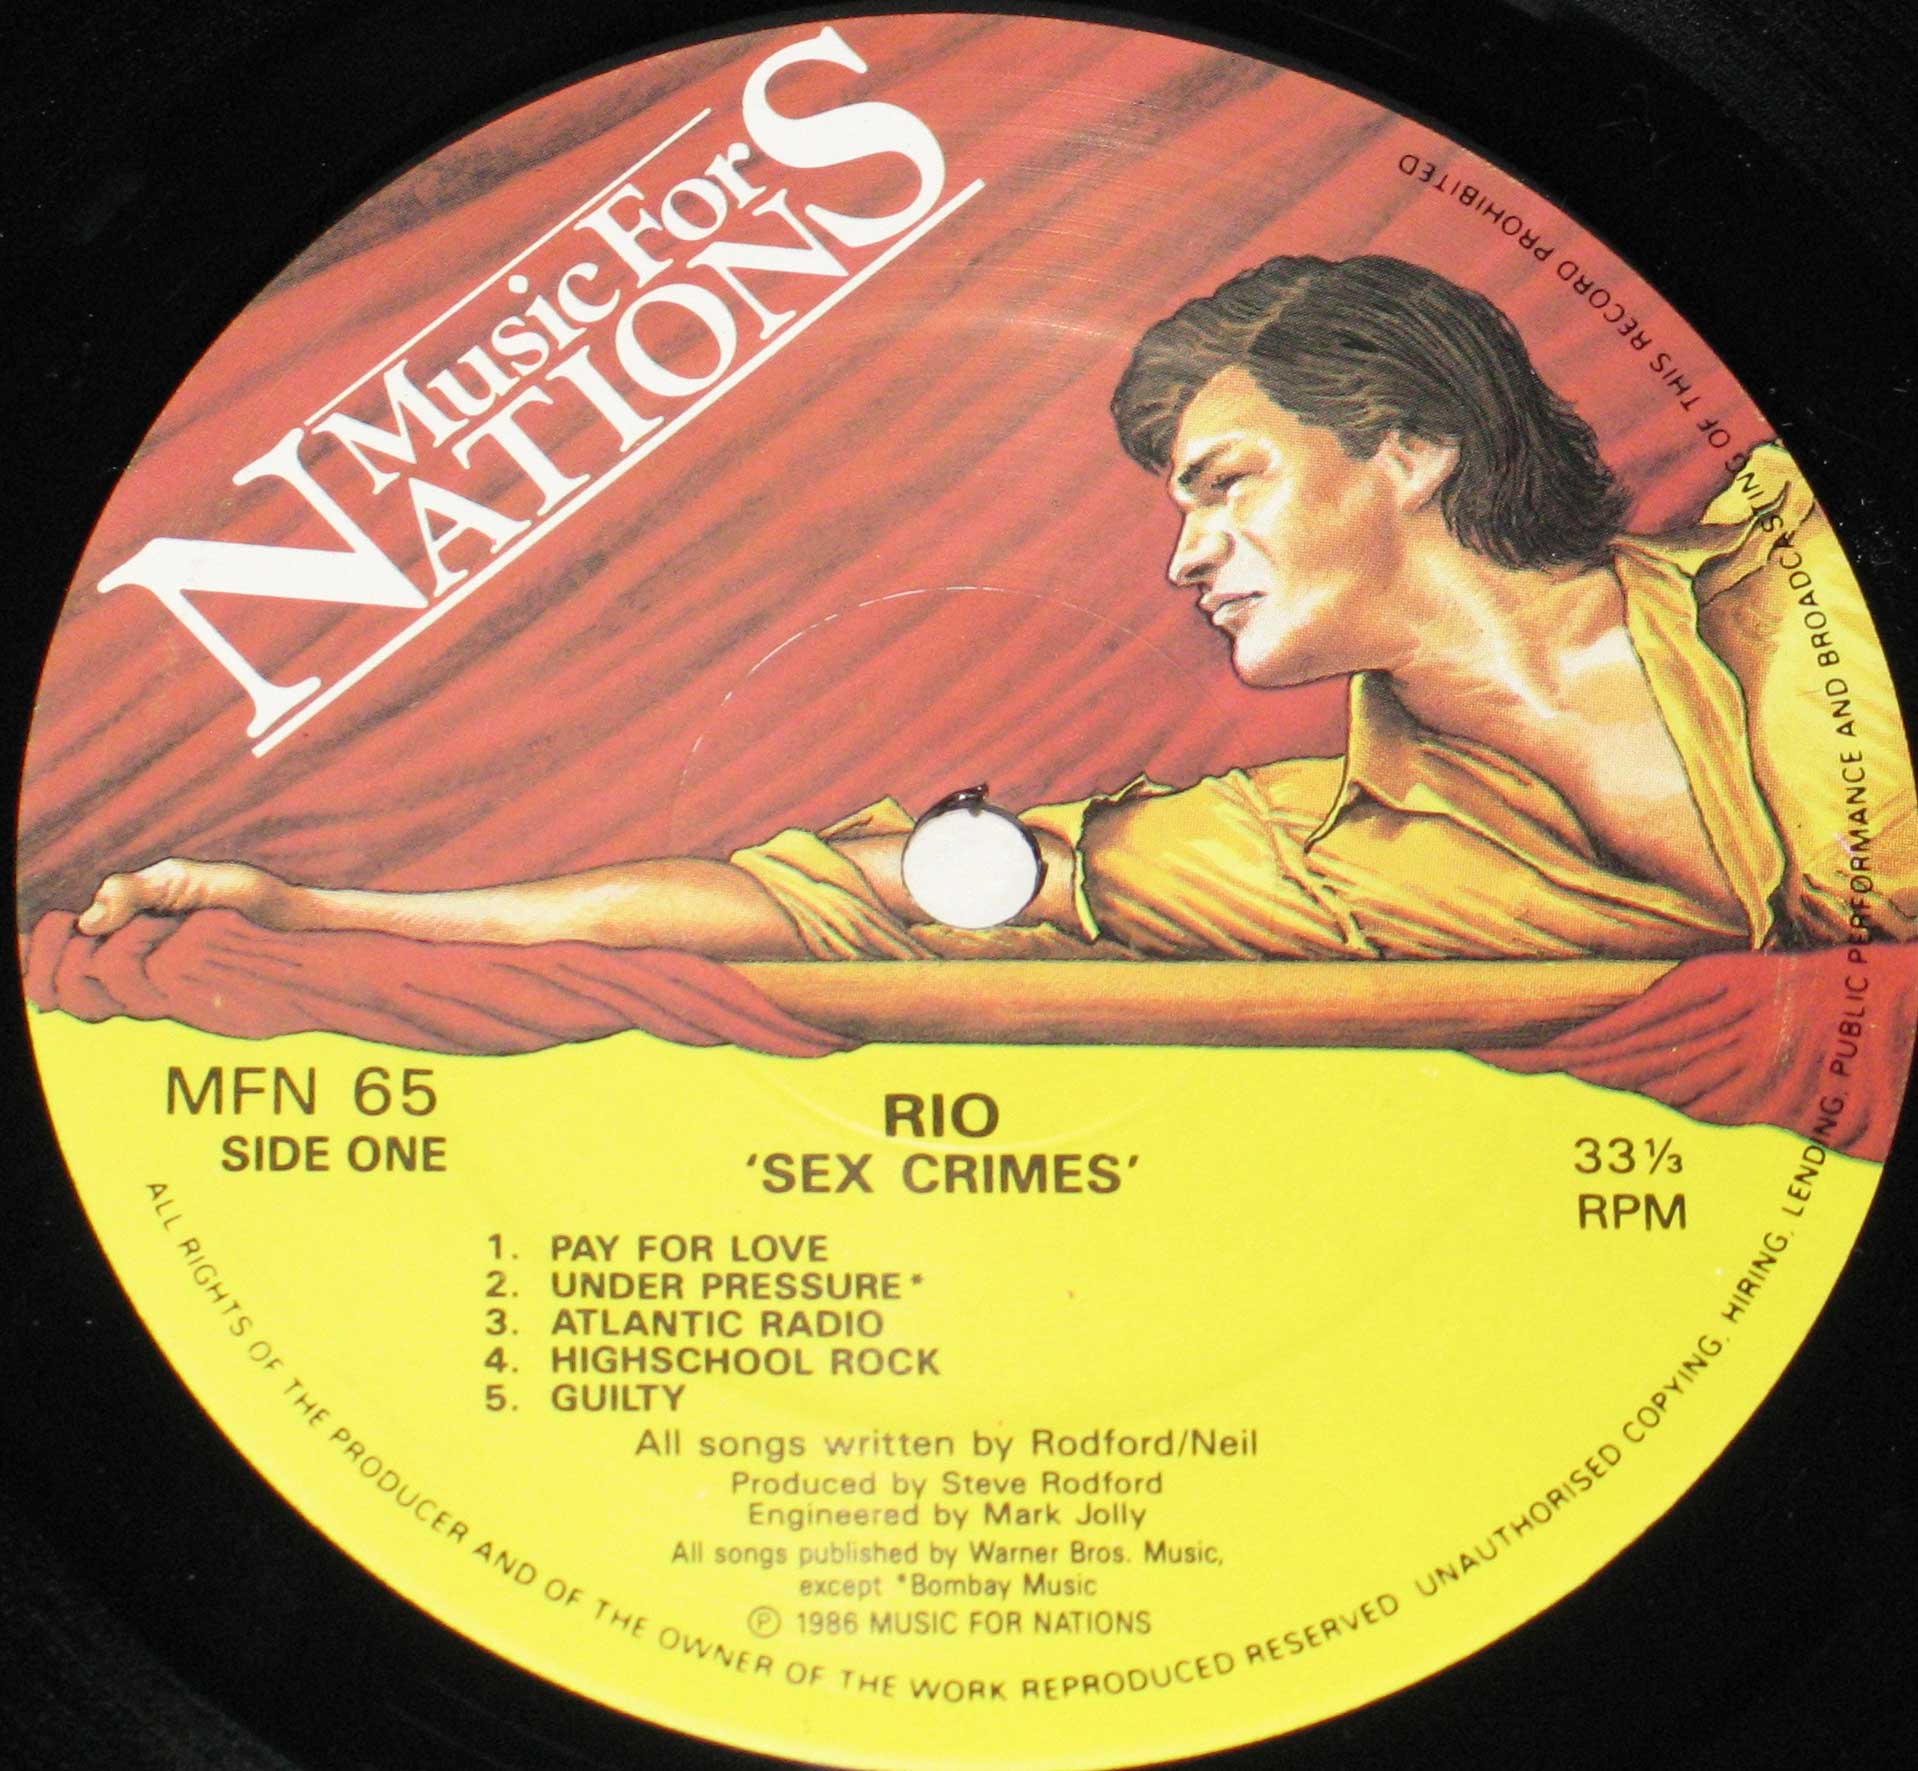 Music For
NATIONS
MFN 65
SIDE ONE
RIO
'SEX CRIMES'
33⅓
RPM
1. PAY FOR LOVE
2. UNDER PRESSURE*
3. ATLANTIC RADIO
4. HIGHSCHOOL ROCK
5. GUILTY
All songs written by Rodford/Neil
Produced by Steve Rodford
Engineered by Mark Jolly
All songs published by Warner Bros. Music,
except *Bombay Music
℗ 1986 MUSIC FOR NATIONS
ALL RIGHTS OF THE PRODUCER AND OF THE OWNER OF THE WORK REPRODUCED RESERVED UNAUTHORISED COPYING, HIRING, LENDING, PUBLIC PERFORMANCE AND BROADCASTING OF THIS RECORD PROHIBITED